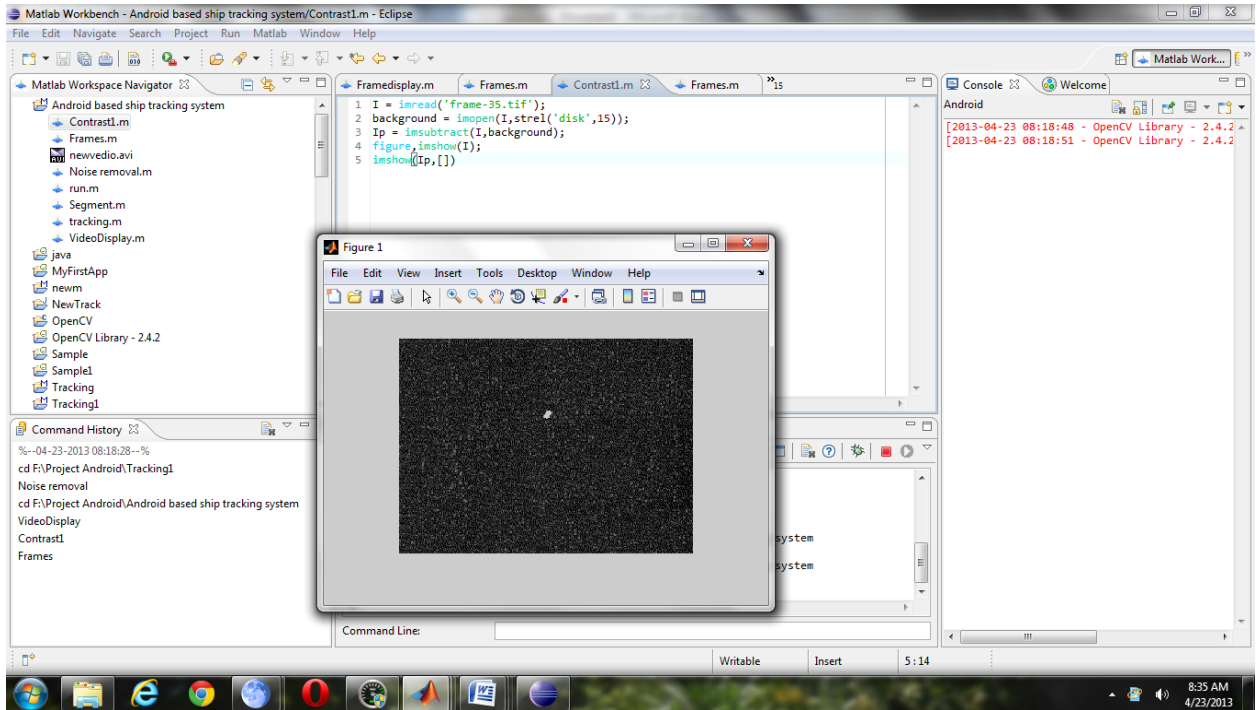 Matlab Workbench - Android based ship tracking system/Contrast1.m - Eclipse
File Edit Navigate Search Project Run Matlab Window Help
Matlab Work...
Matlab Workspace Navigator
Android based ship tracking system
Contrast1.m
Frames.m
newvedio.avi
Noise removal.m
run.m
Segment.m
tracking.m
VideoDisplay.m
java
MyFirstApp
newm
NewTrack
OpenCV
OpenCV Library - 2.4.2
Sample
Sample1
Tracking
Tracking1
Framedisplay.m Frames.m Contrast1.m Frames.m »15
1 I = imread('frame-35.tif');
2 background = imopen(I,strel('disk',15));
3 Ip = imsubtract(I,background);
4 figure,imshow(I);
5 imshow(Ip,[])
Console Welcome
Android
[2013-04-23 08:18:48 - OpenCV Library - 2.4.2
[2013-04-23 08:18:51 - OpenCV Library - 2.4.2
Figure 1
File Edit View Insert Tools Desktop Window Help
Command History
%--04-23-2013 08:18:28--%
cd F:\Project Android\Tracking1
Noise removal
cd F:\Project Android\Android based ship tracking system
VideoDisplay
Contrast1
Frames
system
system
Command Line:
Writable Insert 5:14
8:35 AM
4/23/2013